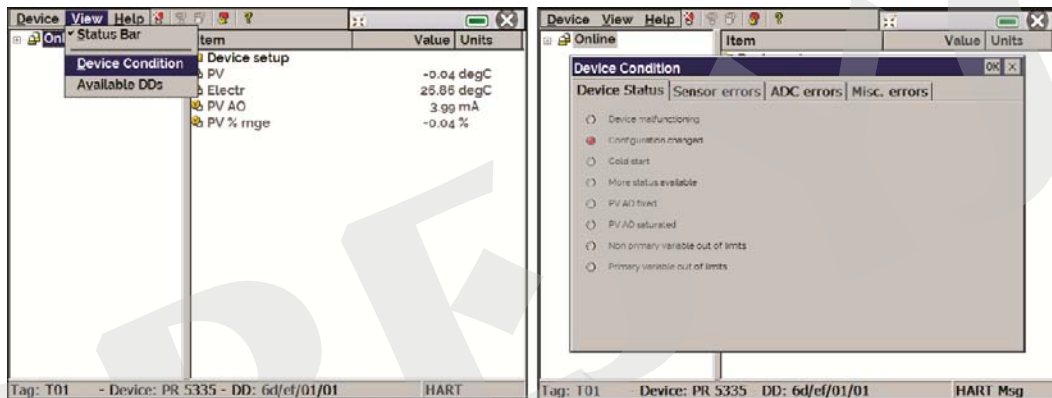 Device View Help
Onl
Status Bar
Device Condition
Available DDs
Item Value Units
Device setup
PV -0.04 degC
Electr 25.85 degC
PV AO 3.99 mA
PV % rnge -0.04 %
Tag: T01 - Device: PR 5335 - DD: 6d/ef/01/01 HART
Device View Help
Online
Item Value Units
Device Condition OK
Device Status Sensor errors ADC errors Misc. errors
Device malfunctioning
Configuration changed
Cold start
More status available
PV AO fixed
PV AO saturated
Non primary variable out of limits
Primary variable out of limits
Tag: T01 Device: PR 5335 DD: 6d/ef/01/01 HART Msg